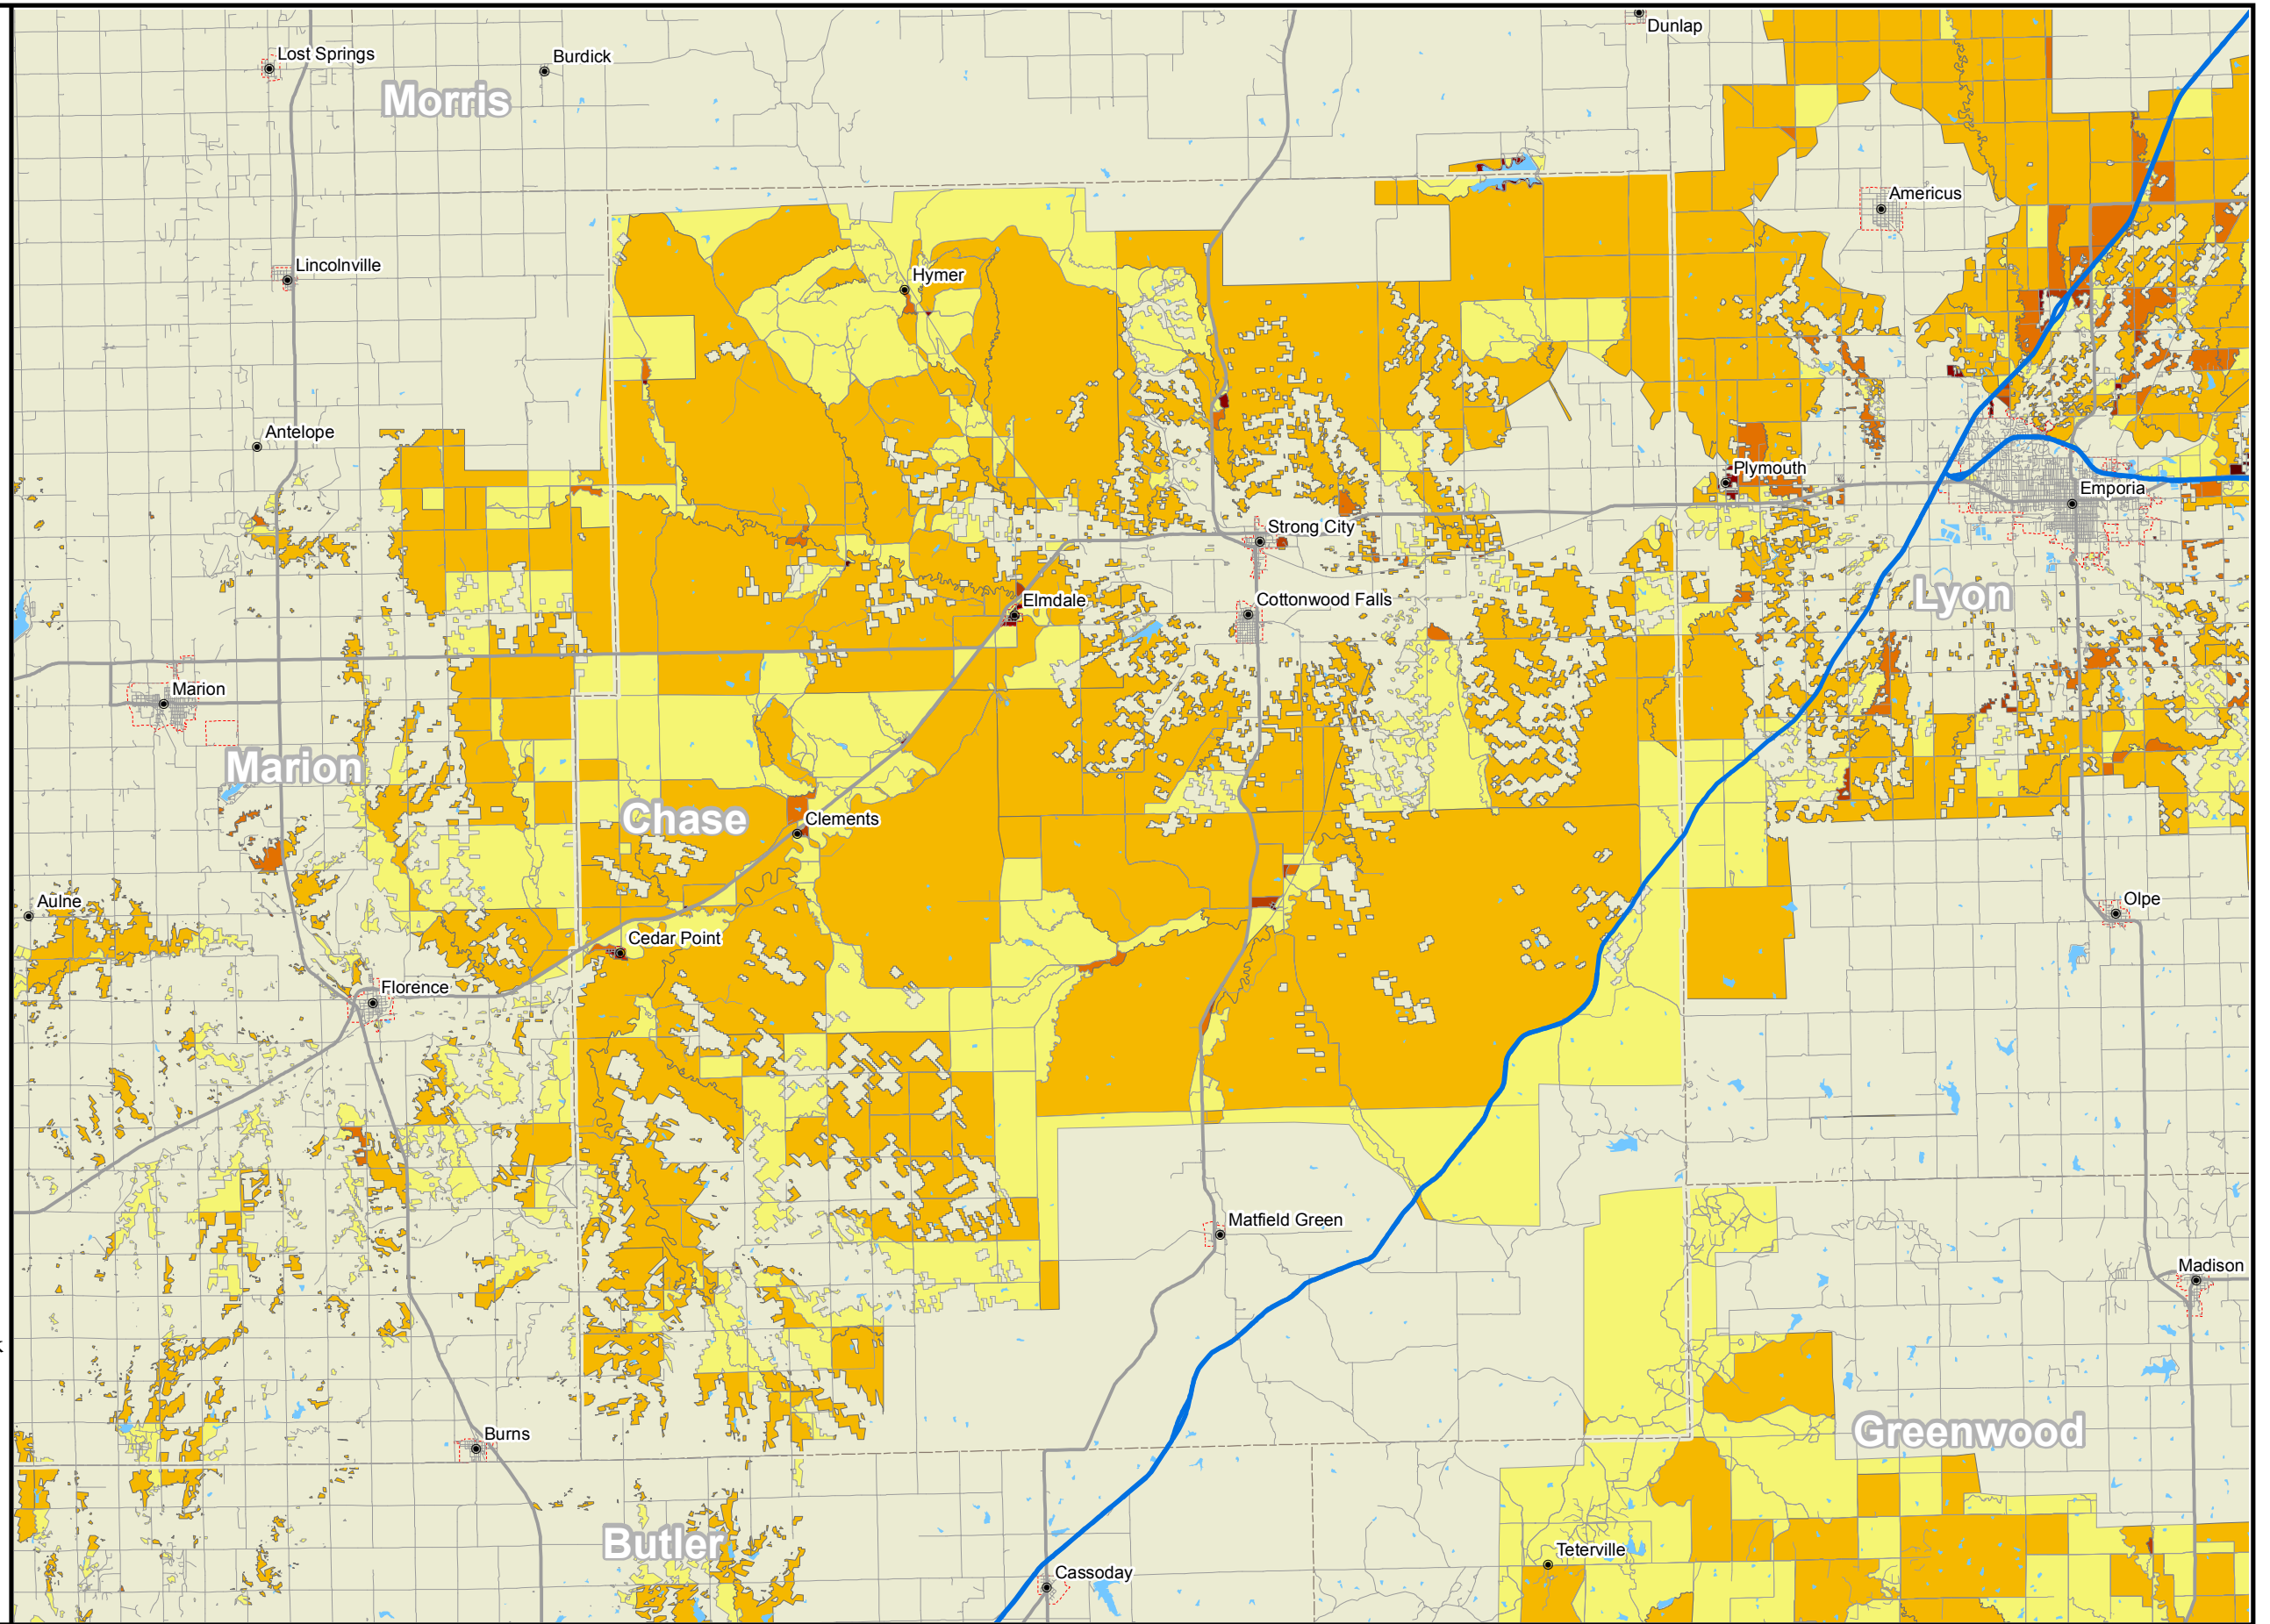 Dunlap
Lost Springs
Burdick
Morris
Americus
Lincolnville
Hymer
Antelope
Plymouth
Emporia
Strong City
Elmdale
Cottonwood Falls
Lyon
Marion
Marion
Chase
Clements
Aulne
Olpe
Cedar Point
Florence
Matfield Green
Madison
Burns
Greenwood
Butler
Teterville
Cassoday